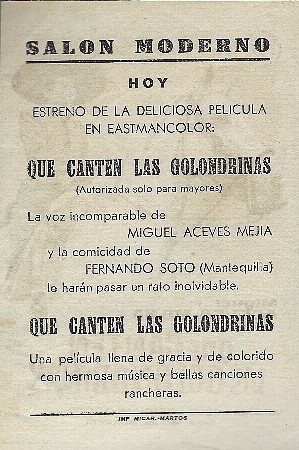 SALON MODERNO
HOY
ESTRENO DE LA DELICIOSA PELICULA
EN EASTMANCOLOR:
QUE CANTEN LAS GOLONDRINAS
(Autorizada solo para mayores)
La voz incomparable de
MIGUEL ACEVES MEJIA
y la comicidad de
FERNANDO SOTO (Mantequilla)
le harán pasar un rato inolvidable.
QUE CANTEN LAS GOLONDRINAS
Una película llena de gracia y de colorido
con hermosa música y bellas canciones
rancheras.
IMP MICAR.-MARTOS